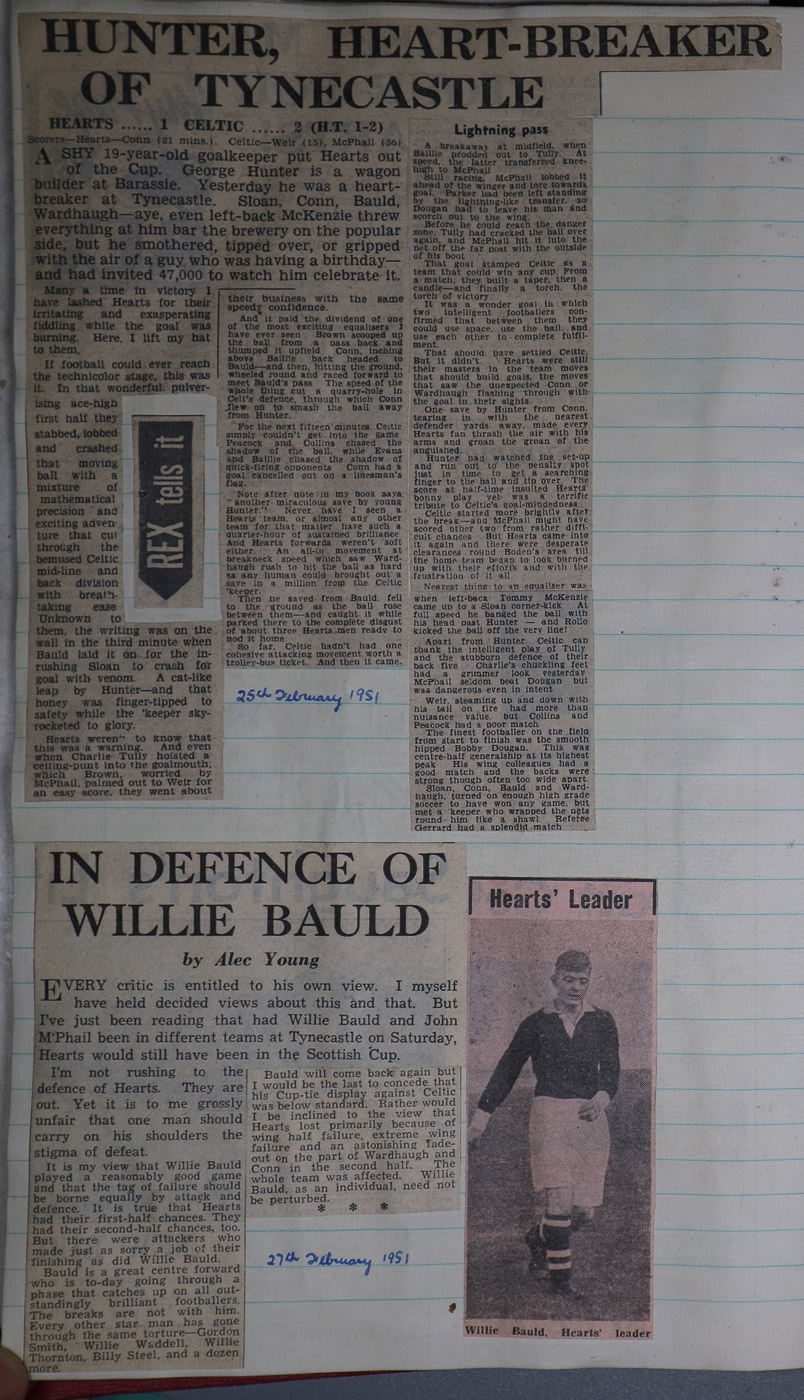 HUNTER, HEART-BREAKER
OF TYNECASTLE
HEARTS ...... 1 CELTIC ...... 2 (H.T. 1-2)
Scorers—Hearts—Conn (21 mins.). Celtic—Weir (13), McPhail (36)
A SHY 19-year-old goalkeeper put Hearts out
of the Cup. George Hunter is a wagon
builder at Barassie. Yesterday he was a heart-
breaker at Tynecastle. Sloan, Conn, Bauld,
Wardhaugh—aye, even left-back McKenzie threw
everything at him bar the brewery on the popular
side, but he smothered, tipped over, or gripped
with the air of a guy who was having a birthday—
and had invited 47,000 to watch him celebrate it.
Many a time in victory I
have lashed Hearts for their
irritating and exasperating
fiddling while the goal was
burning. Here, I lift my hat
to them.
If football could ever reach
the technicolor stage, this was
it. In that wonderful, pulver-
ising ace-high
first half they
stabbed, lobbed
and crashed
that moving
ball with a
mixture of
mathematical
precision and
exciting adven-
ture that cut
through the
bemused Celtic
mid-line and
back division
with breath-
taking ease
Unknown to
them, the writing was on the
wall in the third minute when
Bauld laid it on for the in-
rushing Sloan to crash for
goal with venom. A cat-like
leap by Hunter—and that
honey was finger-tipped to
safety while the 'keeper sky-
rocketed to glory.
Hearts weren't to know that
this was a warning. And even
when Charlie Tully hoisted a
ceiling-punt into the goalmouth,
which Brown, worried by
McPhail, palmed out to Weir for
an easy score, they went about
REX tells it
their business with the same
speedy confidence.
And it paid the dividend of one
of the most exciting equalisers I
have ever seen. Brown scooped up
the ball from a pass back and
thumped it upfield. Conn, inching
above Baillie back headed to
Bauld—and then, hitting the ground,
wheeled round and raced forward to
meet Bauld's pass. The speed of the
whole thing cut a quarry-hole in
Celt's defence, through which Conn
flew on to smash the ball away
from Hunter.
For the next fifteen minutes Celtic
simply couldn't get into the game
Peacock and Collins chased the
shadow of the ball, while Evans
and Baillie chased the shadow of
quick-firing opponents Conn had a
goal cancelled out on a linesman's
flag.
Note after note in my book says
"another miraculous save by young
Hunter." Never have I seen a
Hearts team, or almost any other
team for that matter have such a
quarter-hour of sustained brilliance
And Hearts forwards weren't soft
either. An all-in movement at
breakneck speed which saw Ward-
haugh rush to hit the ball as hard
as any human could brought out a
save in a million from the Celtic
'keeper.
Then he saved from Bauld, fell
to the ground as the ball rose
between them—and caught it while
parked there to the complete disgust
of about three Hearts men ready to
nod it home
So far, Celtic hadn't had one
cohesive attacking movement worth a
trolley-bus ticket. And then it came.
25th February 1951
Lightning pass
A breakaway at midfield, when
Baillie prodded out to Tully. At
speed, the latter transferred knee-
high to McPhail
Still racing, McPhail lobbed it
ahead of the winger and tore towards
goal. Parker had been left standing
by the lightning-like transfer, so
Dougan had to leave his man and
scorch out to the wing.
Before he could reach the danger
zone, Tully had cracked the ball over
again, and McPhail hit it into the
net off the far post with the outside
of his boot
That goal stamped Celtic as a
team that could win any cup. From
a match, they built a taper, then a
candle—and finally a torch, the
torch of victory.
It was a wonder goal in which
two intelligent footballers con-
firmed that between them they
could use space, use the ball, and
use each other to complete fulfil-
ment.
That should have settled Celtic.
But it didn't. Hearts were still
their masters in the team moves
that should build goals, the moves
that saw the unexpected Conn or
Wardhaugh flashing through with
the goal in their sights
One save by Hunter from Conn,
tearing in with the nearest
defender yards away, made every
Hearts fan thrash the air with his
arms and groan the groan of the
anguished.
Hunter had watched the set-up
and run out to the penalty spot
just in time to get a searching
finger to the ball and tip over. The
score at half-time insulted Hearts'
bonny play yet was a terrific
tribute to Celtic's goal-mindedness
Celtic started more brightly after
the break—and McPhail might have
scored other two from rather diffi-
cult chances But Hearts came into
it again and there were desperate
clearances round Boden's area till
the home team began to look burned
up with their efforts and with the
frustration of it all
Nearest thing to an equaliser was
when left-back Tommy McKenzie
came up to a Sloan corner-kick At
full speed he banged the ball with
his head past Hunter — and Rollo
kicked the ball off the very line!
Apart from Hunter, Celtic can
thank the intelligent play of Tully
and the stubborn defence of their
back five Charlie's chuckling feet
had a grimmer look yesterday
McPhail seldom beat Dougan but
was dangerous even in intent
Weir, steaming up and down with
his tail on fire had more than
nuisance value, but Collins and
Peacock had a poor match
The finest footballer on the field
from start to finish was the smooth
hipped Bobby Dougan. This was
centre-half generalship at its highest
peak His wing colleagues had a
good match and the backs were
strong though often too wide apart.
Sloan, Conn, Bauld and Ward-
haugh, turned on enough high grade
soccer to have won any game, but
met a 'keeper who wrapped the nets
round him like a shawl. Referee
Gerrard had a splendid match
IN DEFENCE OF
WILLIE BAULD
by Alec Young
EVERY critic is entitled to his own view. I myself
have held decided views about this and that. But
I've just been reading that had Willie Bauld and John
M'Phail been in different teams at Tynecastle on Saturday,
Hearts would still have been in the Scottish Cup.
I'm not rushing to the
defence of Hearts. They are
out. Yet it is to me grossly
unfair that one man should
carry on his shoulders the
stigma of defeat.
It is my view that Willie Bauld
played a reasonably good game
and that the tag of failure should
be borne equally by attack and
defence. It is true that Hearts
had their first-half chances. They
had their second-half chances, too.
But there were attackers who
made just as sorry a job of their
finishing as did Willie Bauld.
Bauld is a great centre forward
who is to-day going through a
phase that catches up on all out-
standingly brilliant footballers.
The breaks are not with him.
Every other star man has gone
through the same torture—Gordon
Smith, Willie Waddell, Willie
Thornton, Billy Steel, and a dozen
more.
Bauld will come back again but
I would be the last to concede that
his Cup-tie display against Celtic
was below standard. Rather would
I be inclined to the view that
Hearts lost primarily because of
wing half failure, extreme wing
failure and an astonishing fade-
out on the part of Wardhaugh and
Conn in the second half. The
whole team was affected. Willie
Bauld, as an individual, need not
be perturbed.
* * *
27th February 1951
Hearts' Leader
Willie Bauld, Hearts' leader